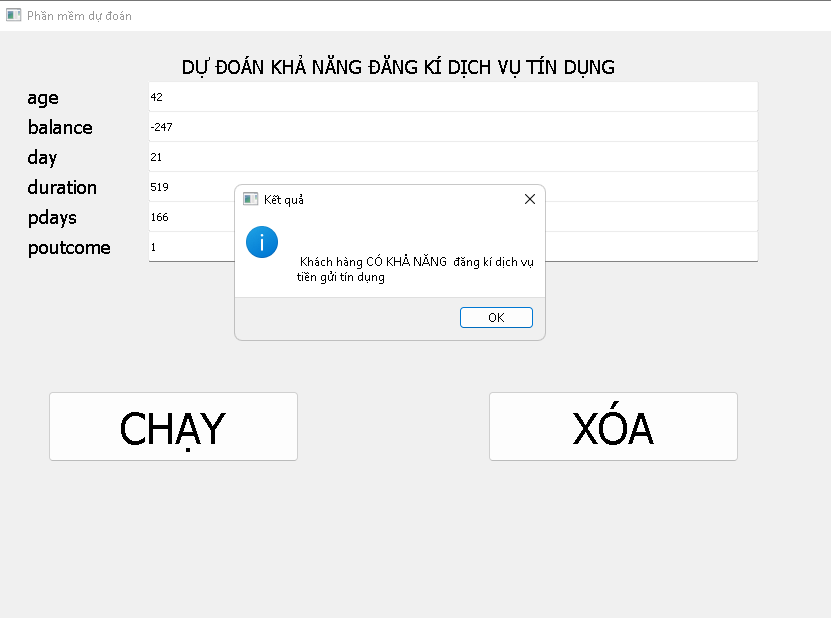 Phần mềm dự đoán
DỰ ĐOÁN KHẢ NĂNG ĐĂNG KÍ DỊCH VỤ TÍN DỤNG
age 42
balance -247
day 21
duration 519
pdays 166
poutcome 1
Kết quả
Khách hàng CÓ KHẢ NĂNG đăng kí dịch vụ
tiền gửi tín dụng
OK
CHẠY
XÓA